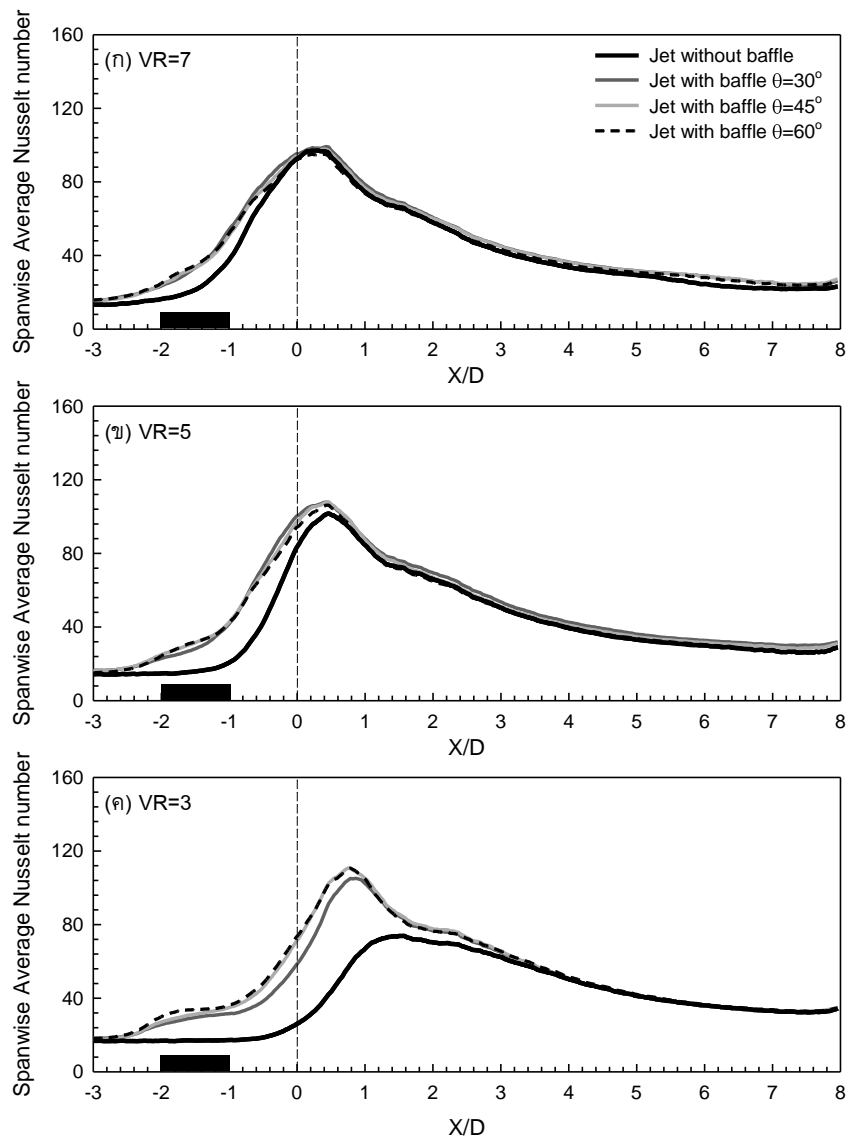 160
(ก) VR=7
Jet without baffle
Jet with baffle θ=30°
Jet with baffle θ=45°
Jet with baffle θ=60°
120
80
40
0
Spanwise Average Nusselt number
-3 -2 -1 0 1 2 3 4 5 6 7 8
X/D
160
(ข) VR=5
120
80
40
0
Spanwise Average Nusselt number
-3 -2 -1 0 1 2 3 4 5 6 7 8
X/D
160
(ค) VR=3
120
80
40
0
Spanwise Average Nusselt number
-3 -2 -1 0 1 2 3 4 5 6 7 8
X/D